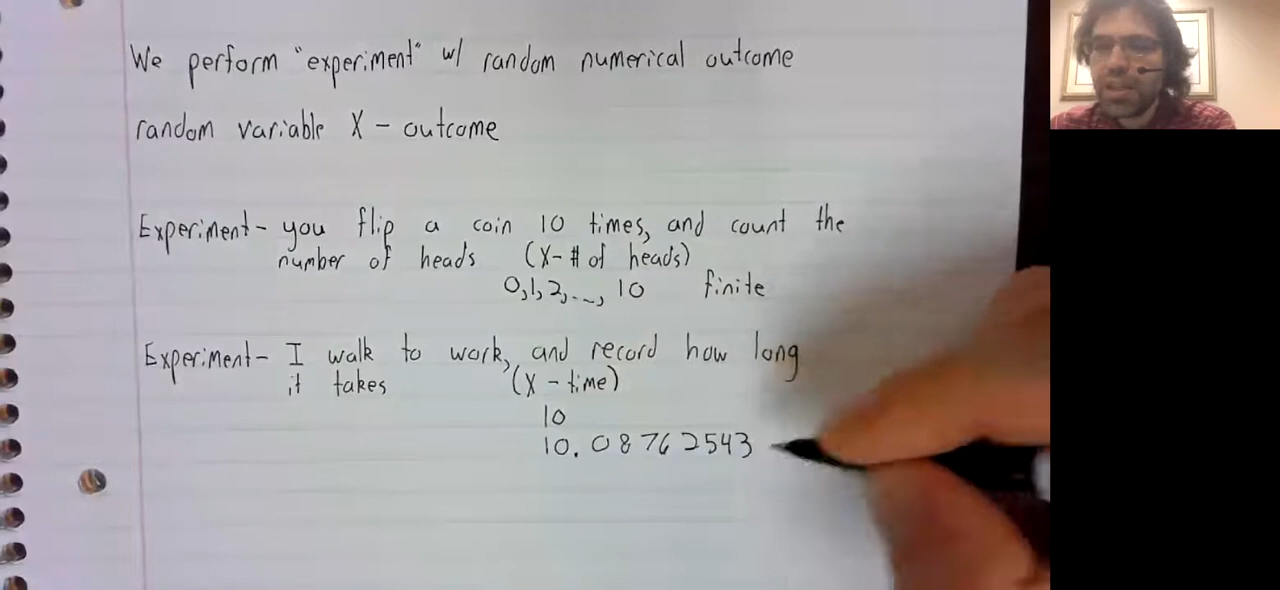 We perform "experiment" w/ random numerical outcome
random variable X - outcome
Experiment - you flip a coin 10 times, and count the
number of heads (X - # of heads)
0,1,2,..., 10 finite
Experiment - I walk to work, and record how long
it takes (X - time)
10
10.08762543